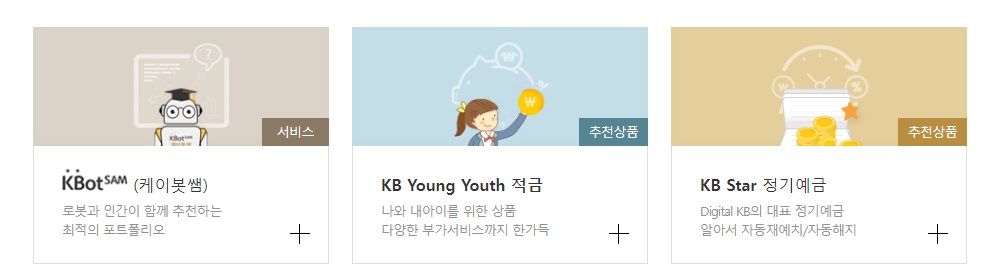 ?
KBot SAM
서비스
KBot SAM (케이봇쌤)
로봇과 인간이 함께 추천하는
최적의 포트폴리오
₩
₩
추천상품
KB Young Youth 적금
나와 내아이를 위한 상품
다양한 부가서비스까지 한가득
₩
%
추천상품
KB Star 정기예금
Digital KB의 대표 정기예금
알아서 자동재예치/자동해지